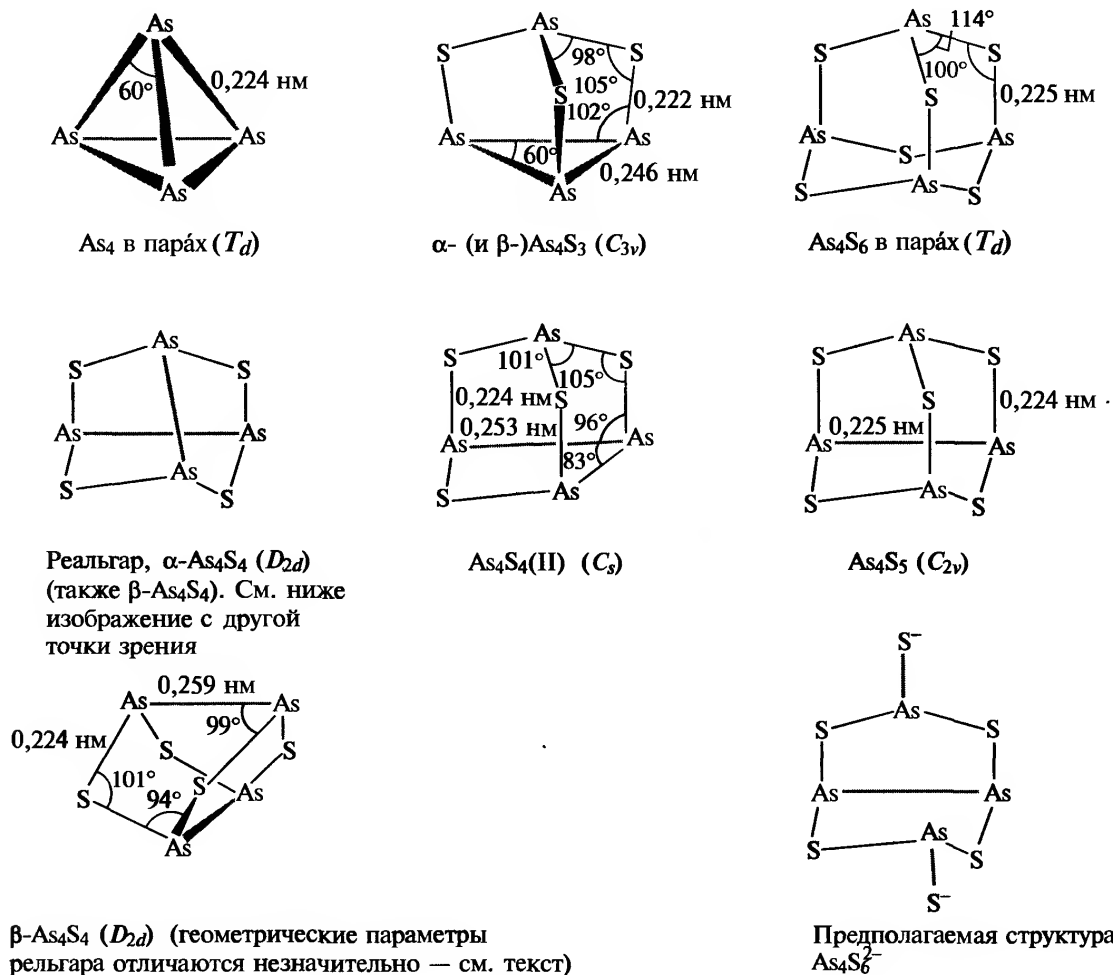 As
60°
0,224 нм
As
As
As
As₄ в парáх (T_d)
As
S
S
98°
105°
S
102°
0,222 нм
As
As
60°
0,246 нм
As
α- (и β-)As₄S₃ (C₃ᵥ)
114°
As
S
S
100°
S
0,225 нм
As
As
S
S
As
S
As₄S₆ в парáх (T_d)
As
S
S
As
As
As
S
S
Реальгар, α-As₄S₄ (D₂d)
(также β-As₄S₄). См. ниже
изображение с другой
точки зрения
As
S
S
101°
105°
0,224 нм
S
0,253 нм
96°
As
As
83°
S
As
As₄S₄(II) (Cₛ)
As
S
S
S
0,224 нм
0,225 нм
As
As
As
S
S
As₄S₅ (C₂ᵥ)
0,259 нм
As
As
99°
0,224 нм
S
S
S
101°
S
94°
As
As
β-As₄S₄ (D₂d) (геометрические параметры
рельгара отличаются незначительно — см. текст)
S⁻
As
S
S
As
As
As
S
S
S⁻
Предполагаемая структура
As₄S₆²⁻